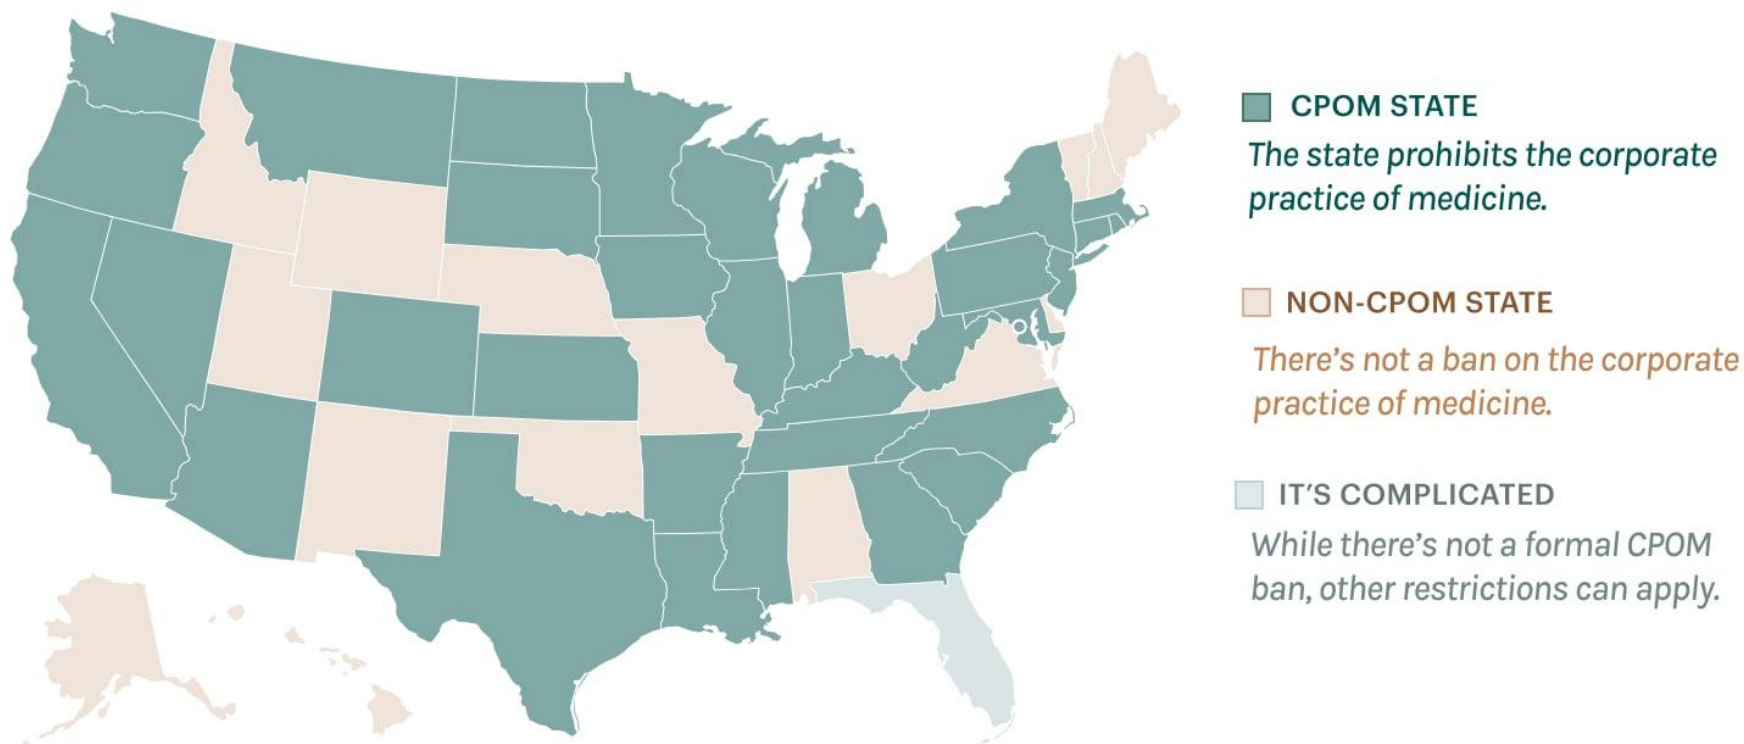 CPOM STATE
The state prohibits the corporate
practice of medicine.
NON-CPOM STATE
There’s not a ban on the corporate
practice of medicine.
IT’S COMPLICATED
While there’s not a formal CPOM
ban, other restrictions can apply.